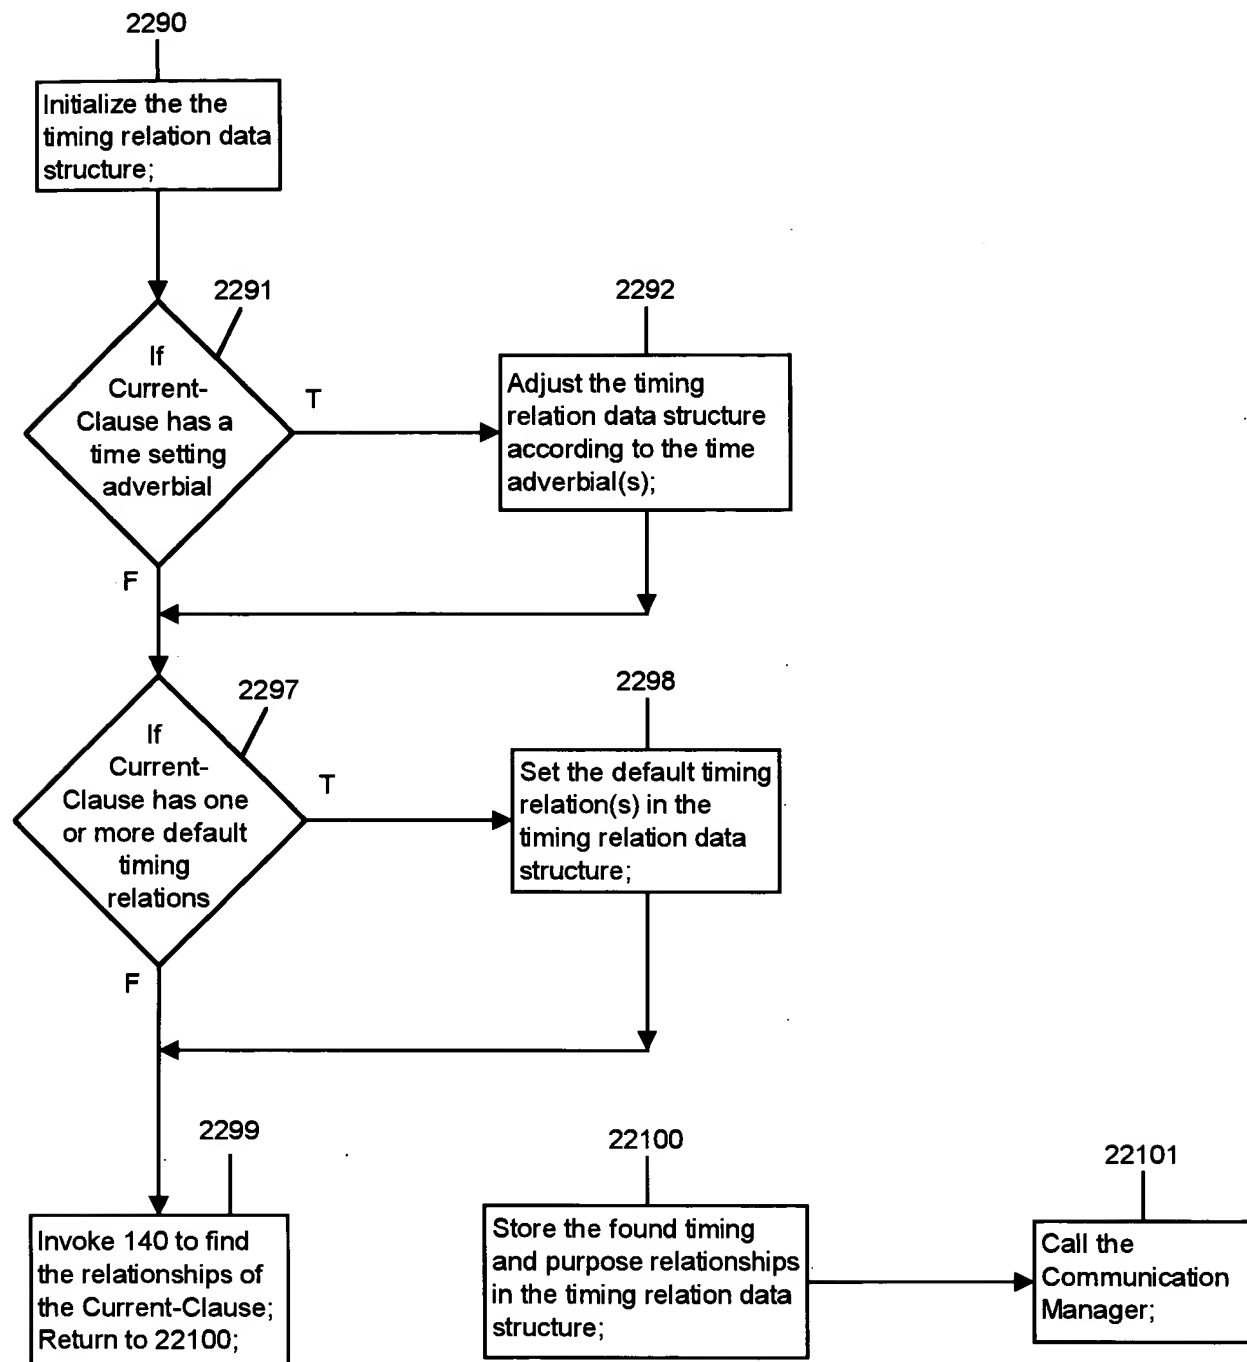 2290
Initialize the the
timing relation data
structure;
2291
If
Current-
Clause has a
time setting
adverbial
T
F
2292
Adjust the timing
relation data structure
according to the time
adverbial(s);
2297
If
Current-
Clause has one
or more default
timing
relations
T
F
2298
Set the default timing
relation(s) in the
timing relation data
structure;
2299
Invoke 140 to find
the relationships of
the Current-Clause;
Return to 22100;
22100
Store the found timing
and purpose relationships
in the timing relation data
structure;
22101
Call the
Communication
Manager;